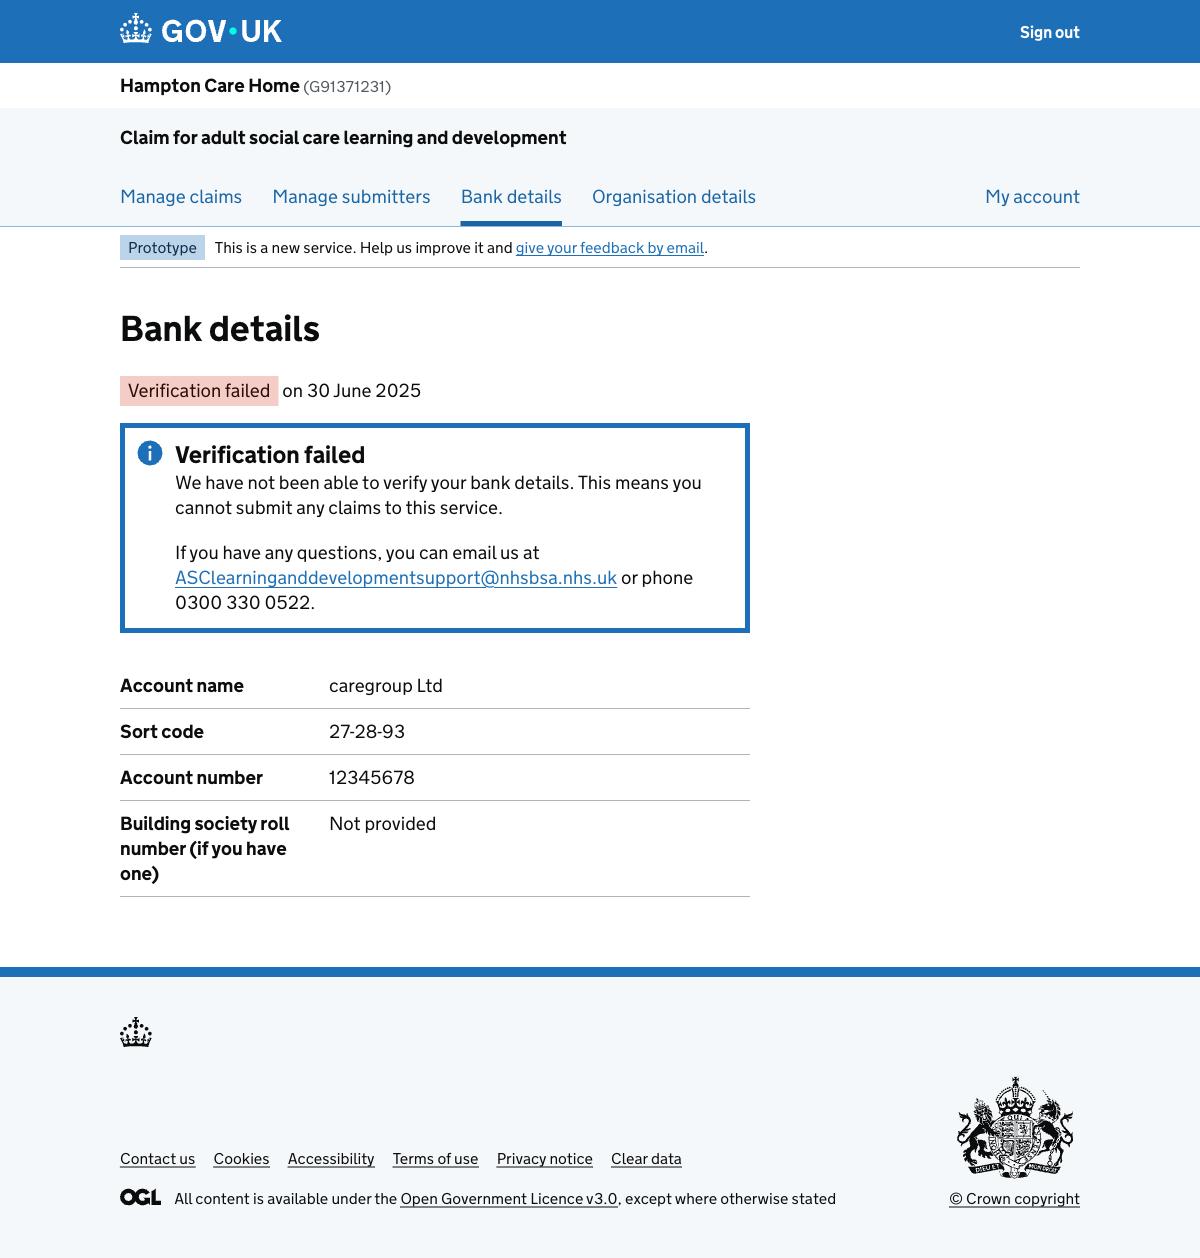 GOV·UK
Sign out
Hampton Care Home (G91371231)
Claim for adult social care learning and development
Manage claims Manage submitters Bank details Organisation details My account
Prototype This is a new service. Help us improve it and give your feedback by email.
Bank details
Verification failed on 30 June 2025
Verification failed
We have not been able to verify your bank details. This means you
cannot submit any claims to this service.
If you have any questions, you can email us at
ASClearninganddevelopmentsupport@nhsbsa.nhs.uk or phone
0300 330 0522.
Account name caregroup Ltd
Sort code 27-28-93
Account number 12345678
Building society roll Not provided
number (if you have
one)
Contact us Cookies Accessibility Terms of use Privacy notice Clear data
OGL All content is available under the Open Government Licence v3.0, except where otherwise stated
© Crown copyright